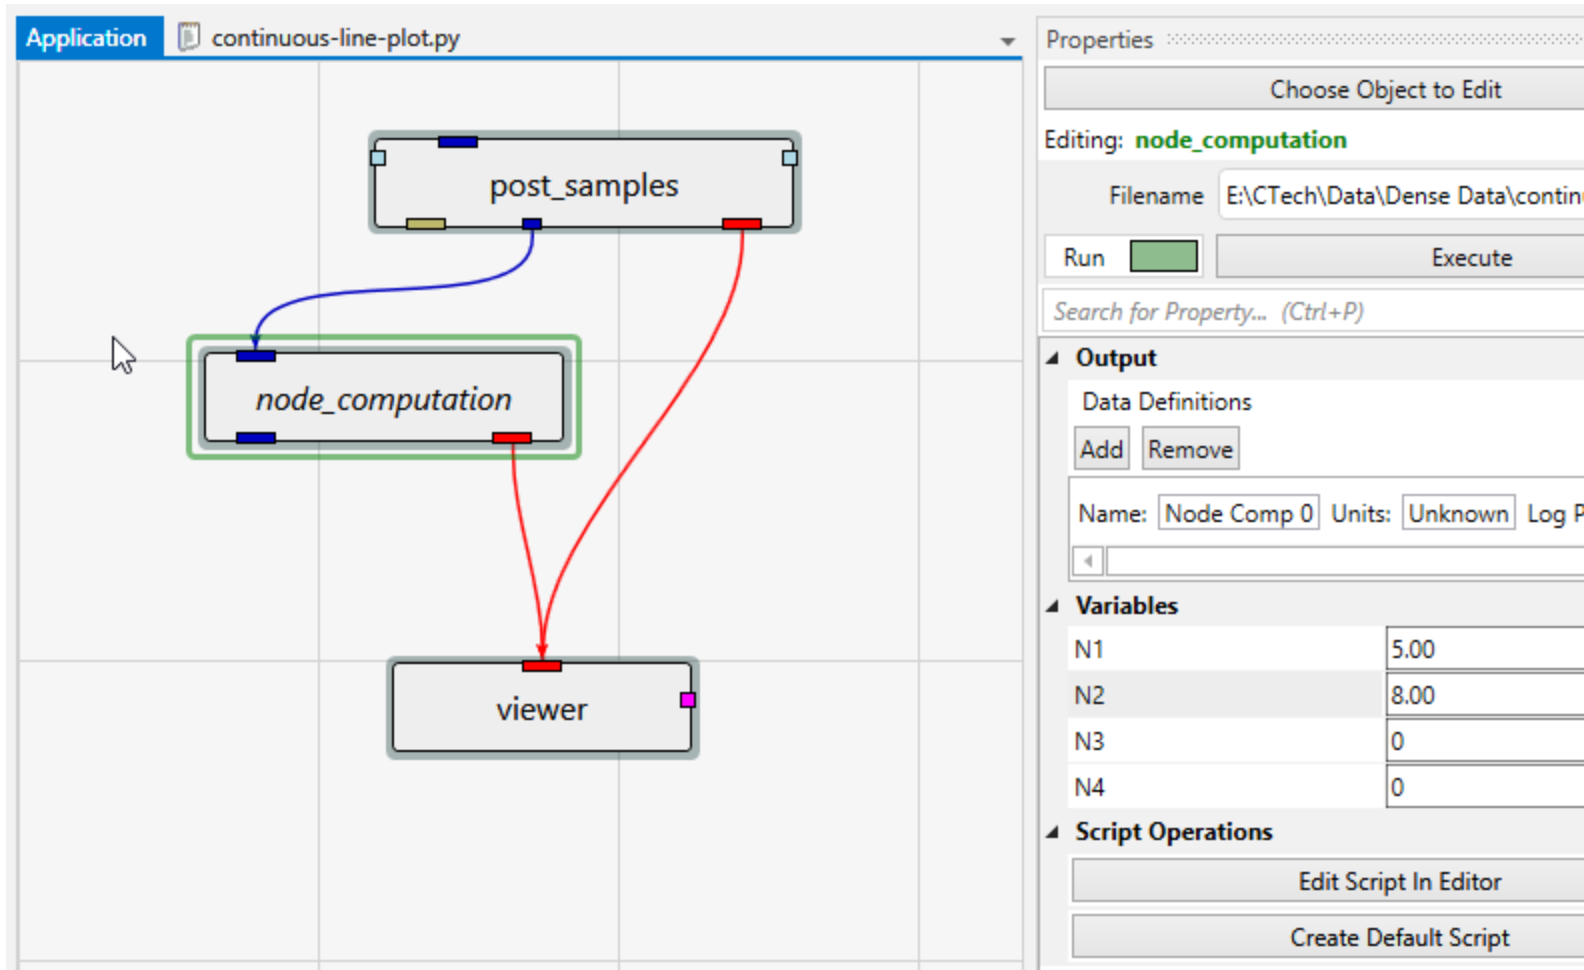 Application continuous-line-plot.py
post_samples
node_computation
viewer
Properties
Choose Object to Edit
Editing: node_computation
Filename E:\CTech\Data\Dense Data\contin
Run Execute
Search for Property... (Ctrl+P)
Output
Data Definitions
Add Remove
Name: Node Comp 0 Units: Unknown Log P
Variables
N1 5.00
N2 8.00
N3 0
N4 0
Script Operations
Edit Script In Editor
Create Default Script